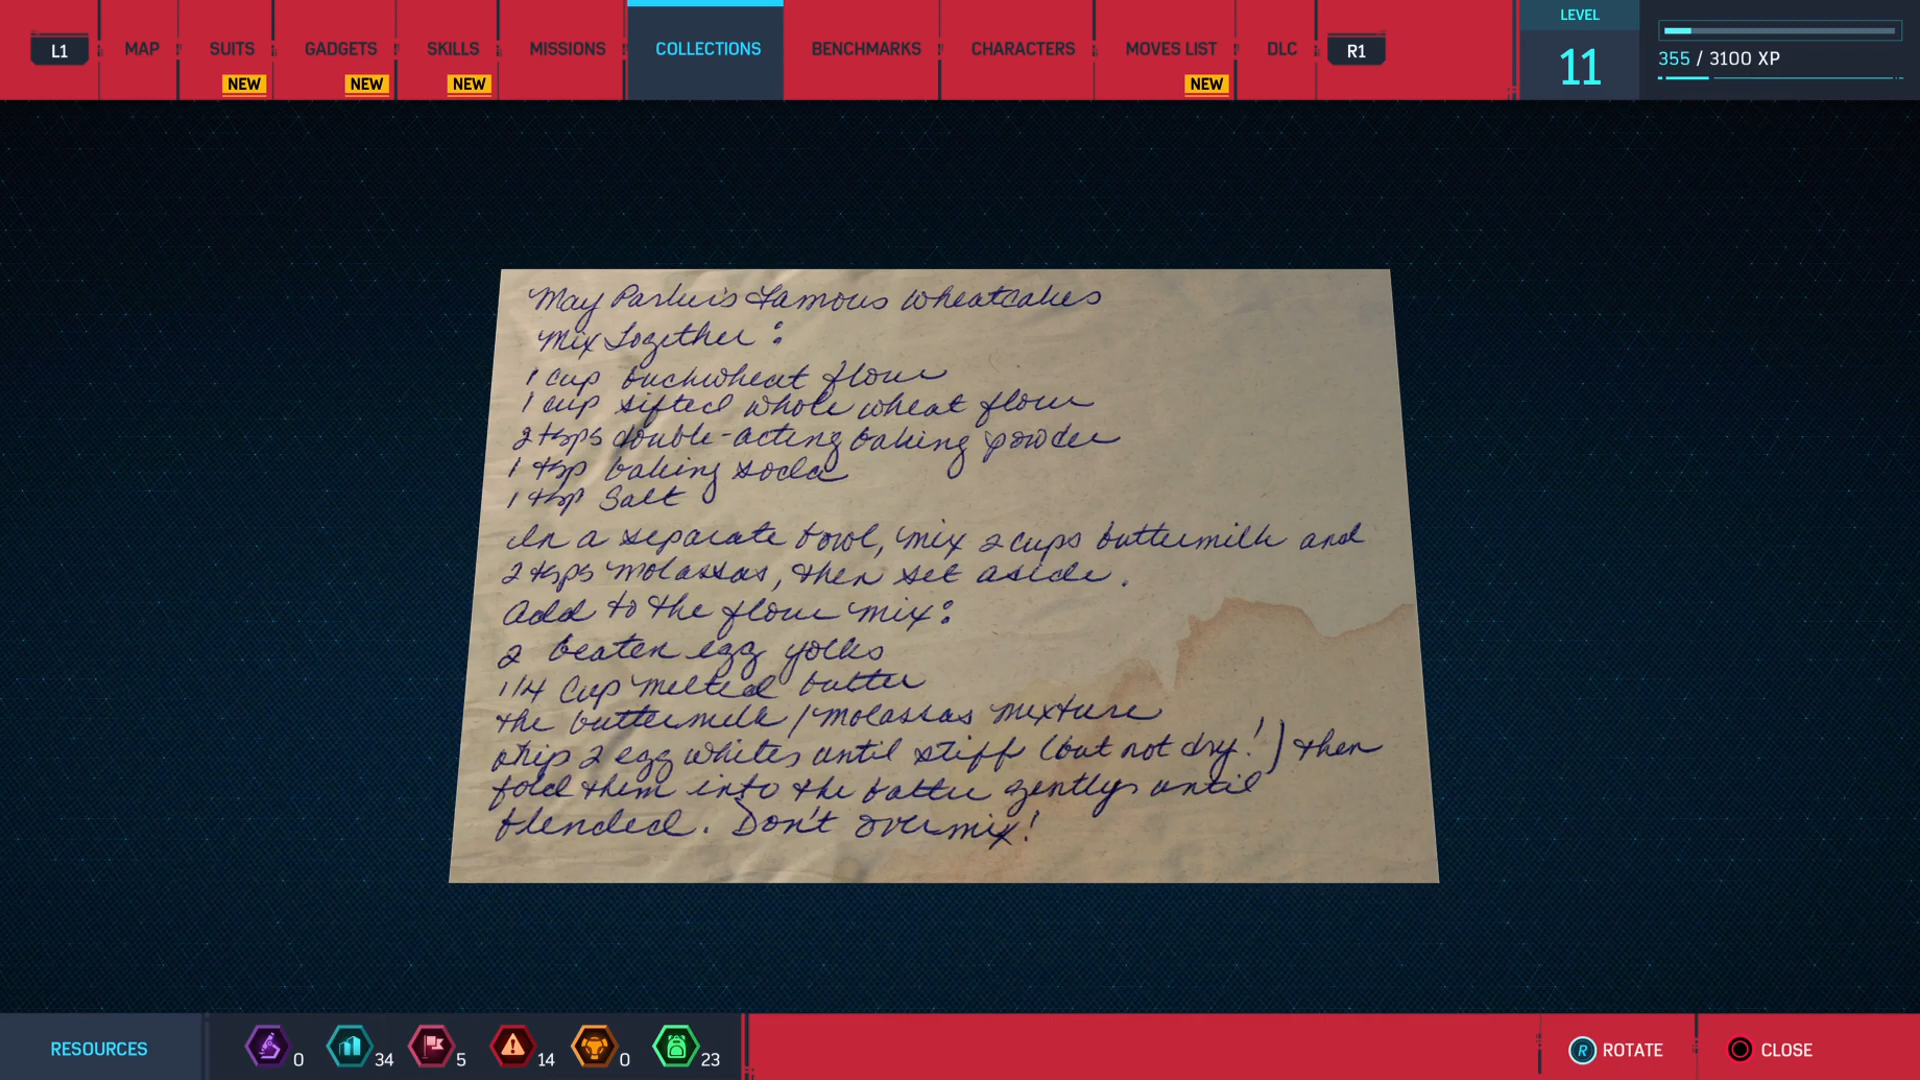 L1 MAP SUITS GADGETS SKILLS MISSIONS COLLECTIONS BENCHMARKS CHARACTERS MOVES LIST DLC R1
NEW NEW NEW NEW
LEVEL
11
355 / 3100 XP
May Parker's Famous Wheatcakes
Mix Together:
1 cup buckwheat flour
1 cup sifted whole wheat flour
2 tsps double-acting baking powder
1 tsp baking soda
1 tsp Salt
In a separate bowl, mix 2 cups buttermilk and
2 tsps molassas, then set aside.
Add to the flour mix:
2 beaten egg yolks
1/4 Cup melted butter
the buttermilk/molassas mixture
whip 2 egg whites until stiff (but not dry!) then
fold them into the batter gently until
blended. Don't overmix!
RESOURCES 0 34 5 14 0 23
R ROTATE CLOSE